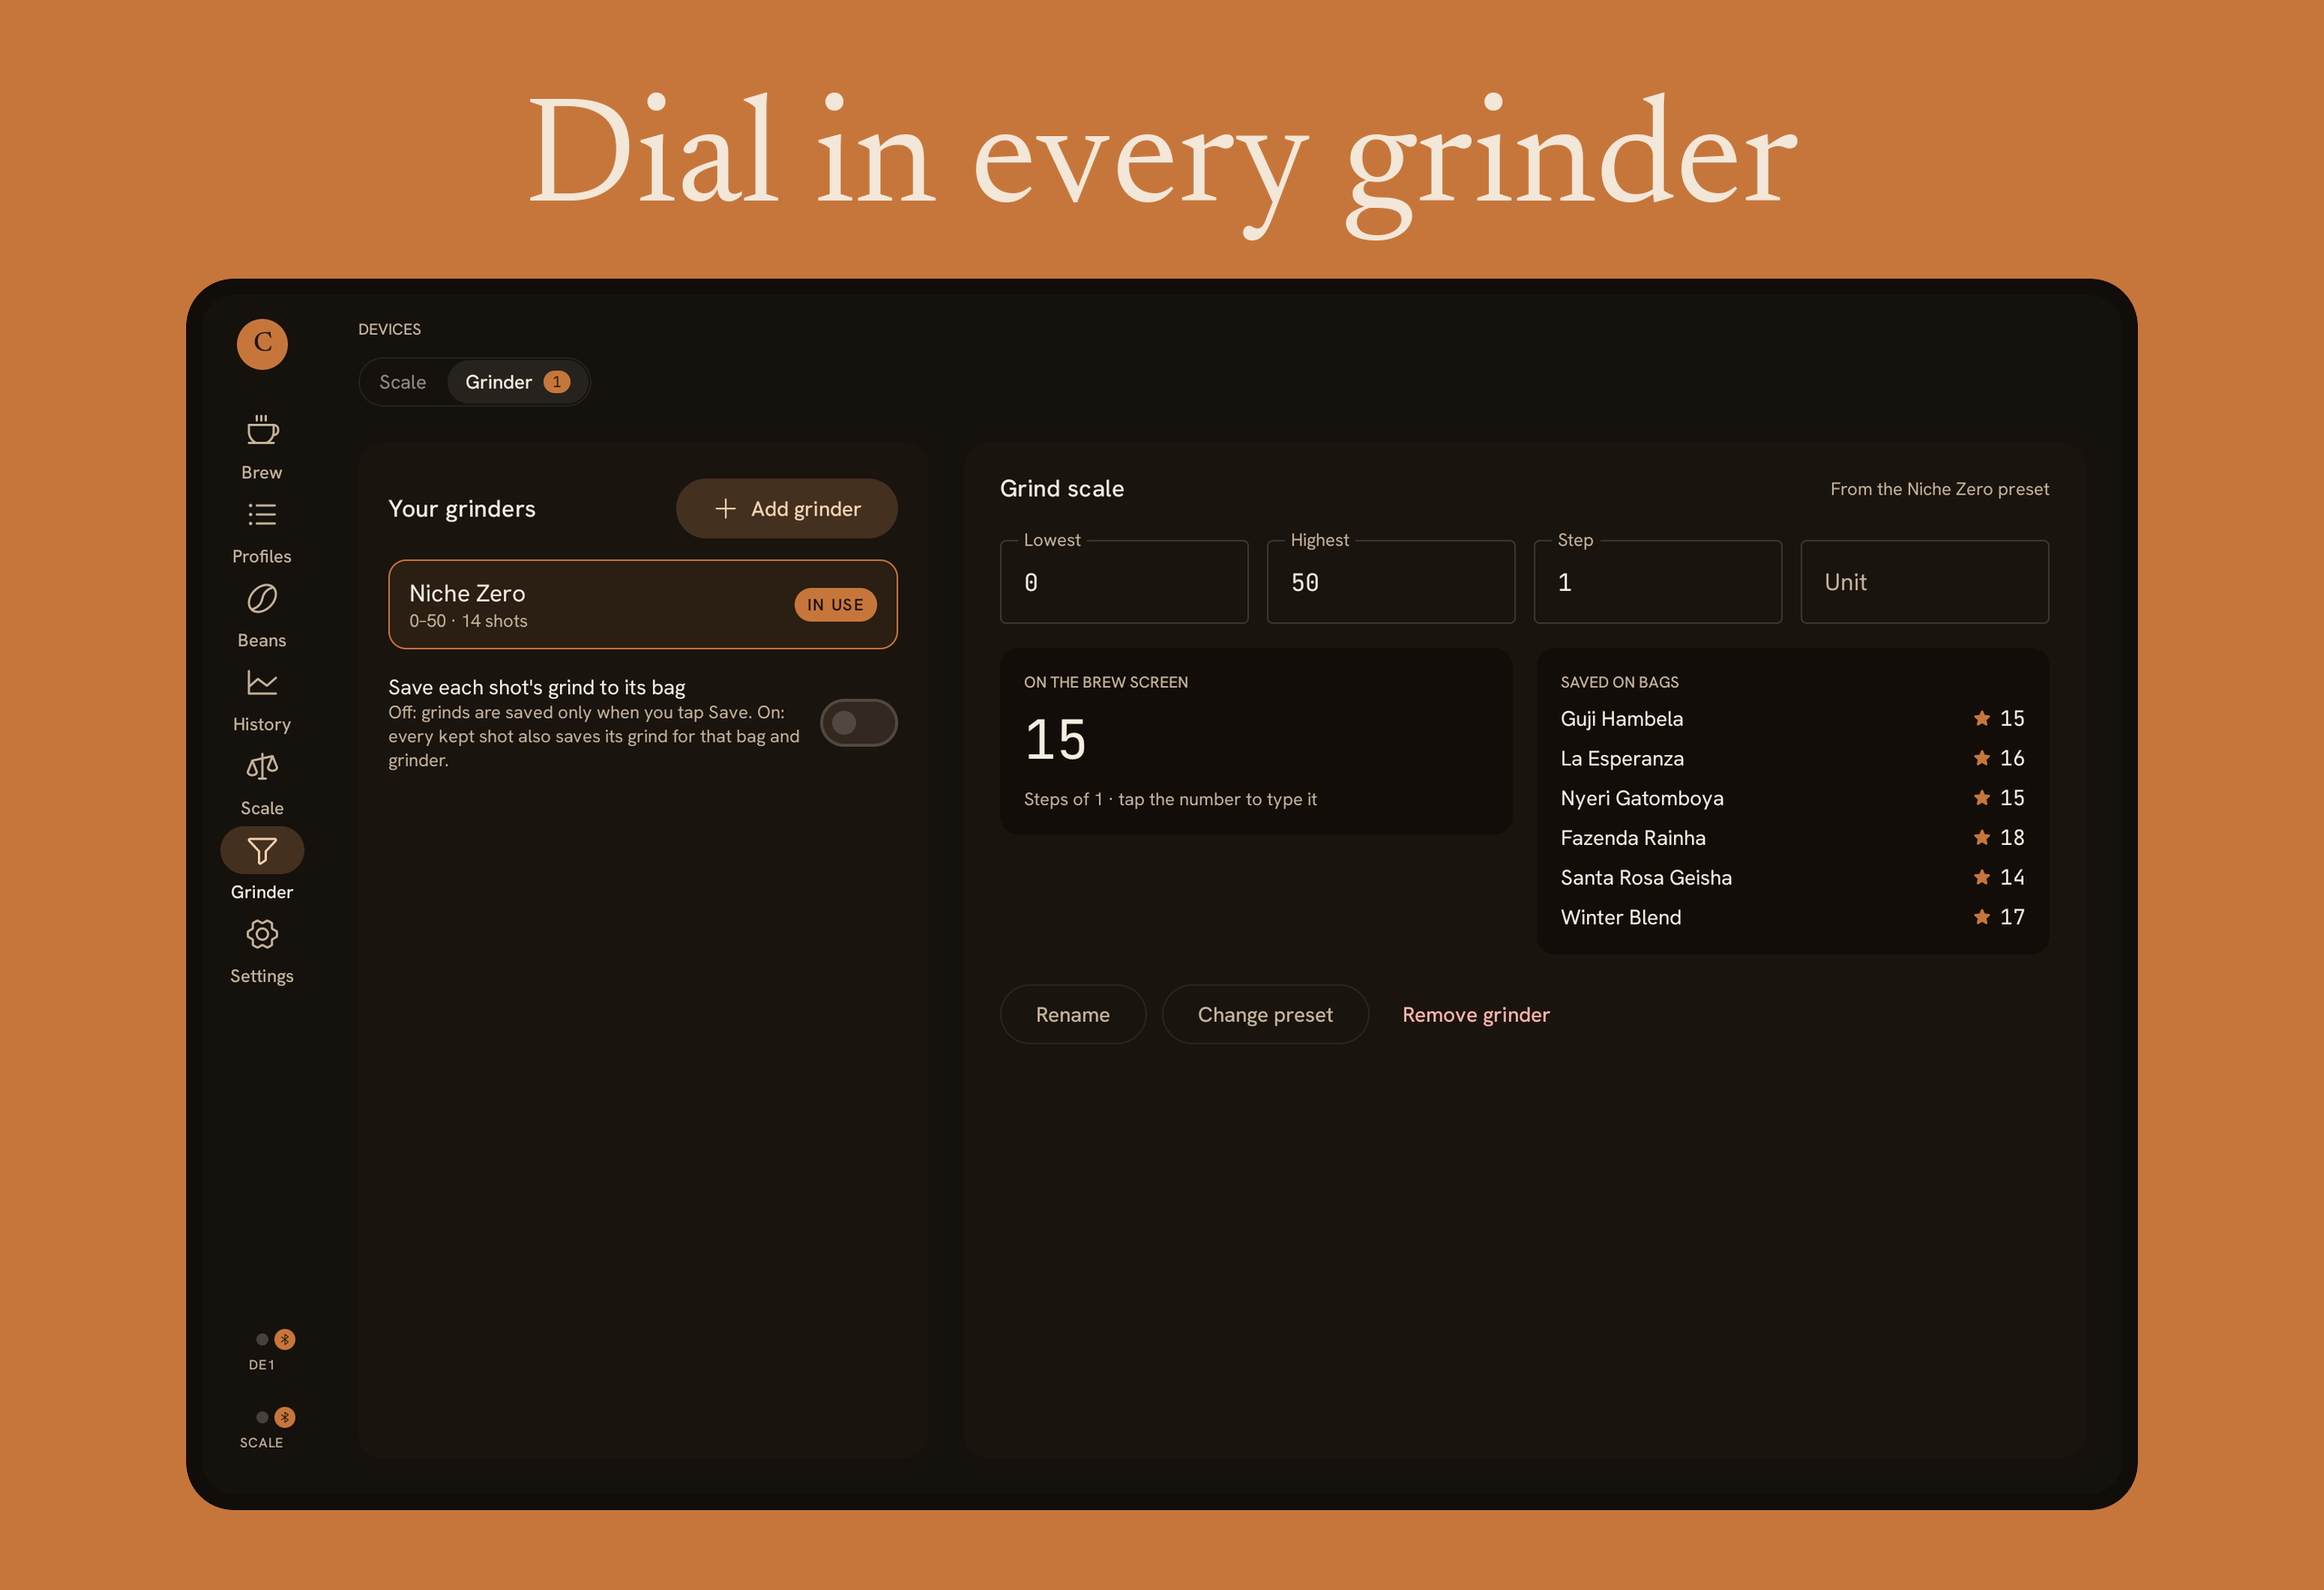 Dial in every grinder
C
Brew
Profiles
Beans
History
Scale
Grinder
Settings
DE1
SCALE
DEVICES
Scale
Grinder 1
Your grinders
Add grinder
Niche Zero
0–50 · 14 shots
IN USE
Save each shot's grind to its bag
Off: grinds are saved only when you tap Save. On:
every kept shot also saves its grind for that bag and
grinder.
Grind scale
From the Niche Zero preset
Lowest
0
Highest
50
Step
1
Unit
ON THE BREW SCREEN
15
Steps of 1 · tap the number to type it
SAVED ON BAGS
Guji Hambela ★ 15
La Esperanza ★ 16
Nyeri Gatomboya ★ 15
Fazenda Rainha ★ 18
Santa Rosa Geisha ★ 14
Winter Blend ★ 17
Rename
Change preset
Remove grinder